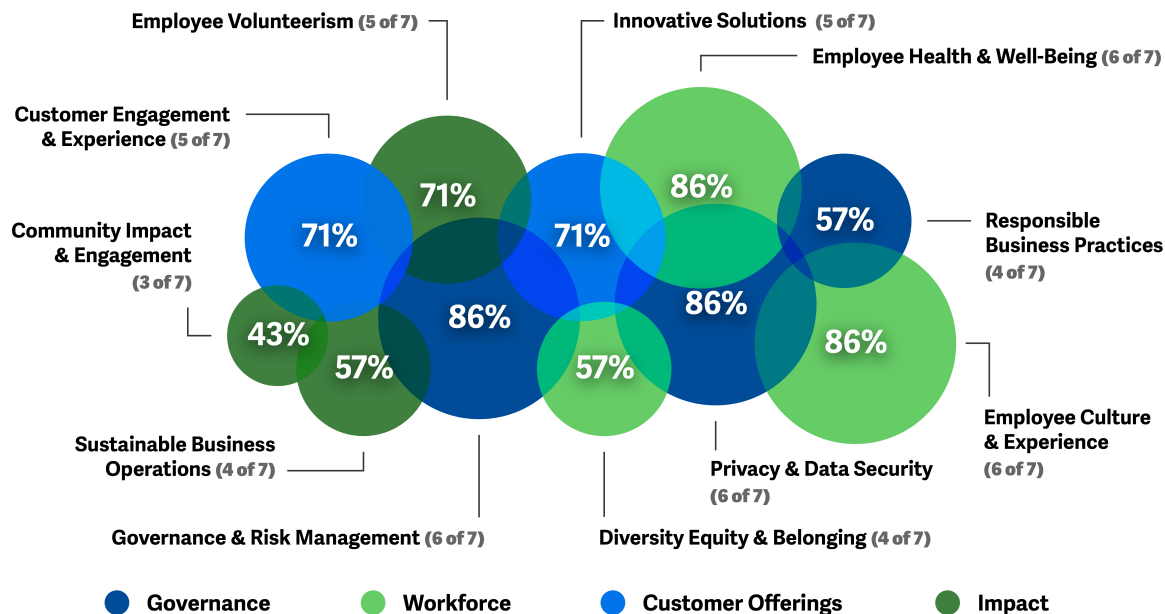 Employee Volunteerism (5 of 7)
Innovative Solutions (5 of 7)
Employee Health & Well-Being (6 of 7)
Customer Engagement
& Experience (5 of 7)
71%
86%
71%
71%
57%
Responsible
Business Practices
(4 of 7)
Community Impact
& Engagement
(3 of 7)
43%
57%
86%
57%
86%
86%
Employee Culture
& Experience
(6 of 7)
Sustainable Business
Operations (4 of 7)
Privacy & Data Security
(6 of 7)
Governance & Risk Management (6 of 7)
Diversity Equity & Belonging (4 of 7)
Governance
Workforce
Customer Offerings
Impact